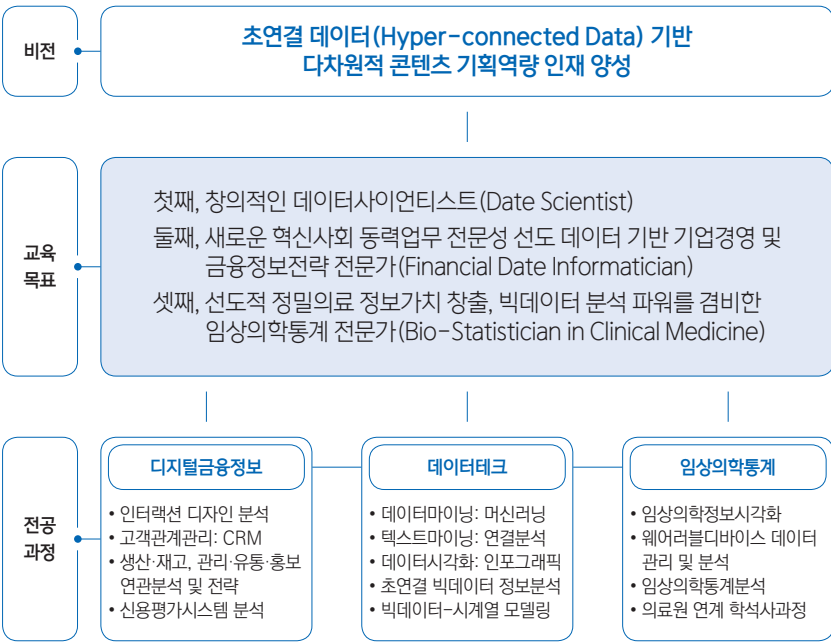 비전
초연결 데이터(Hyper-connected Data) 기반
다차원적 콘텐츠 기획역량 인재 양성
교육
목표
첫째, 창의적인 데이터사이언티스트(Date Scientist)
둘째, 새로운 혁신사회 동력업무 전문성 선도 데이터 기반 기업경영 및
금융정보전략 전문가(Financial Date Informatician)
셋째, 선도적 정밀의료 정보가치 창출, 빅데이터 분석 파워를 겸비한
임상의학통계 전문가(Bio-Statistician in Clinical Medicine)
전공
과정
디지털금융정보
• 인터랙션 디자인 분석
• 고객관계관리: CRM
• 생산·재고, 관리·유통·홍보
연관분석 및 전략
• 신용평가시스템 분석
데이터테크
• 데이터마이닝: 머신러닝
• 텍스트마이닝: 연결분석
• 데이터시각화: 인포그래픽
• 초연결 빅데이터 정보분석
• 빅데이터-시계열 모델링
임상의학통계
• 임상의학정보시각화
• 웨어러블디바이스 데이터
관리 및 분석
• 임상의학통계분석
• 의료원 연계 학석사과정